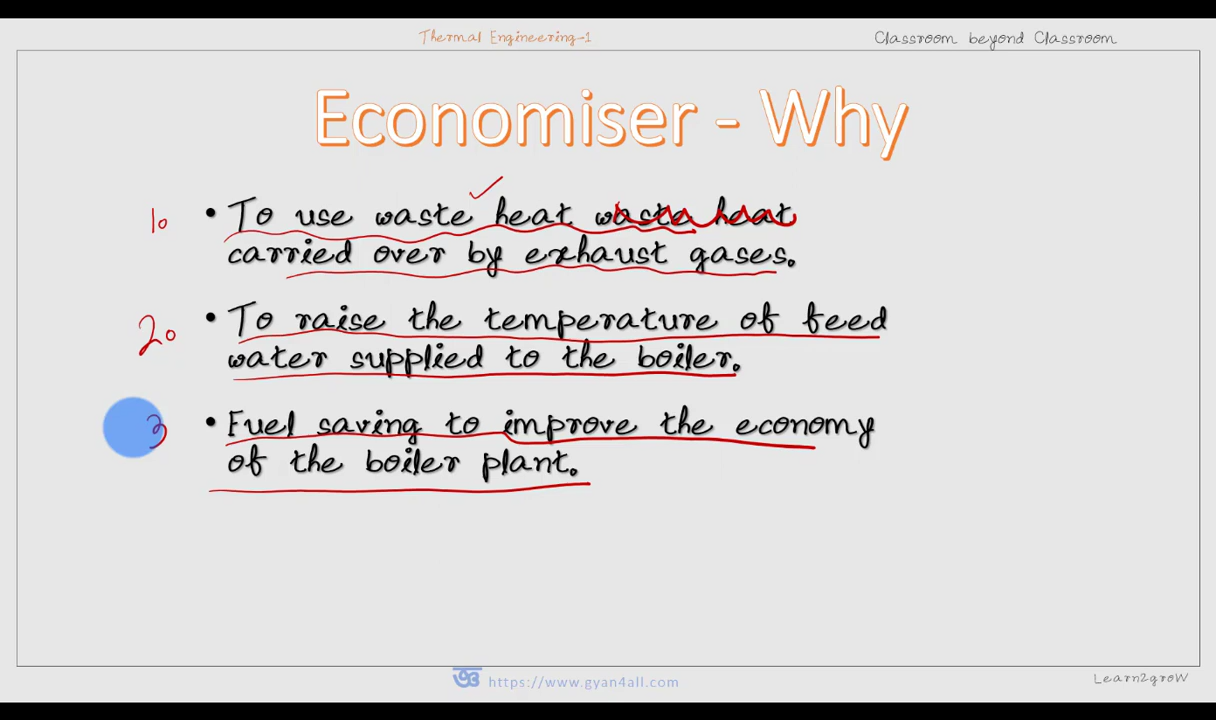 Thermal Engineering-1
Classroom beyond Classroom
Economiser - Why
1.
• To use waste heat waste heat
carried over by exhaust gases.
2.
• To raise the temperature of feed
water supplied to the boiler.
3
• Fuel saving to improve the economy
of the boiler plant.
https://www.gyan4all.com
Learn2groW